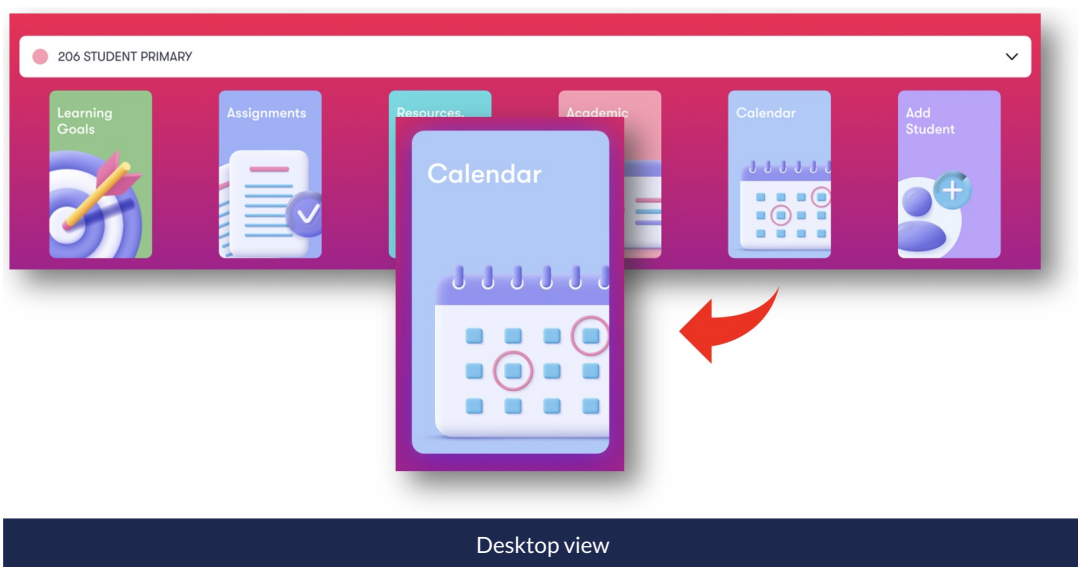 206 STUDENT PRIMARY
Learning
Goals
Assignments
Resources,
Academic
Calendar
Add
Student
Calendar
Desktop view